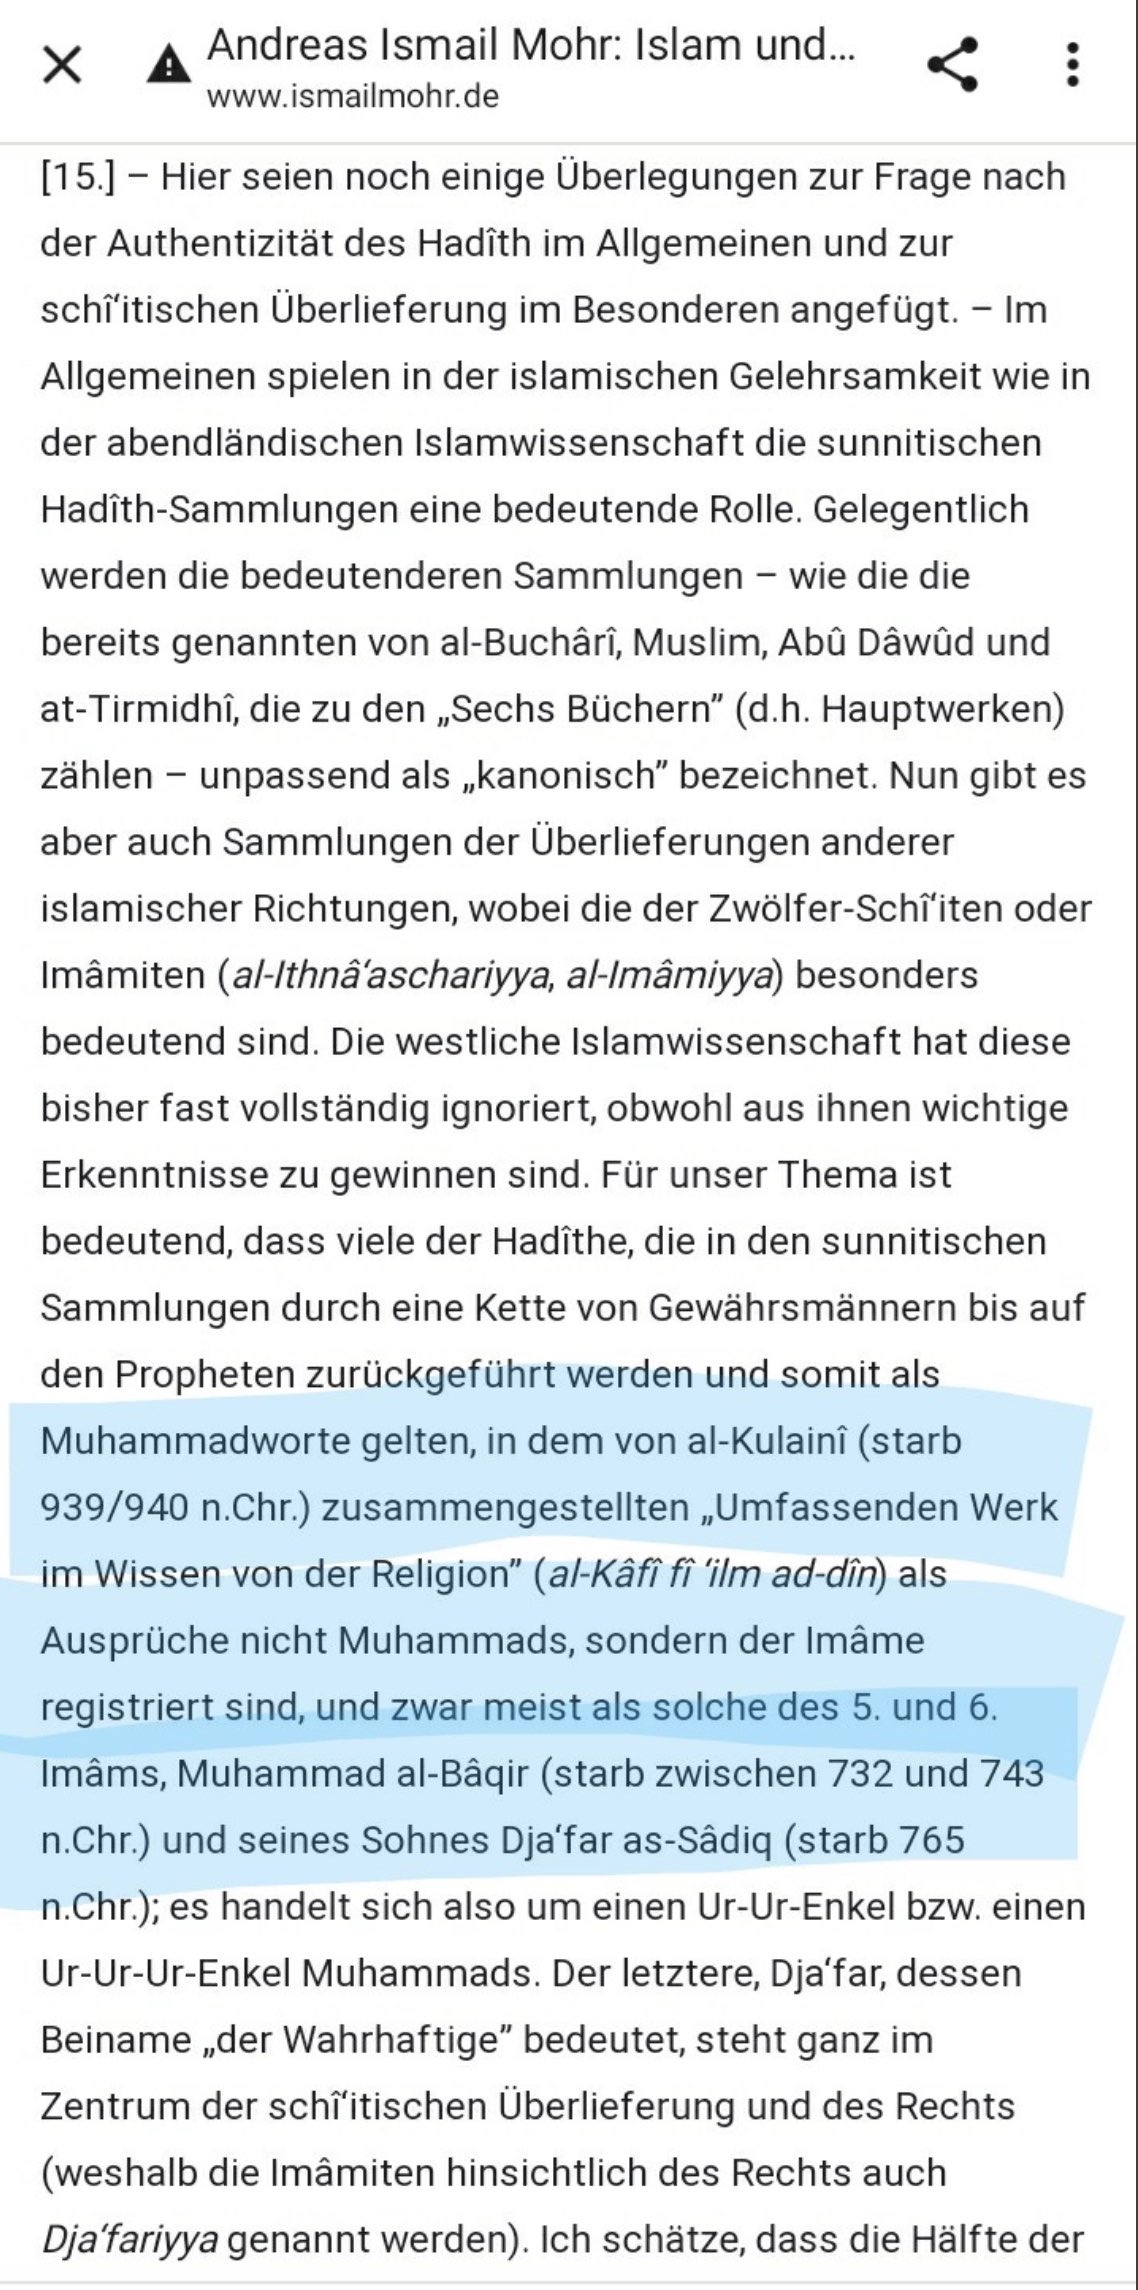 Andreas Ismail Mohr: Islam und...
www.ismailmohr.de
[15.] – Hier seien noch einige Überlegungen zur Frage nach
der Authentizität des Hadîth im Allgemeinen und zur
schî‘itischen Überlieferung im Besonderen angefügt. – Im
Allgemeinen spielen in der islamischen Gelehrsamkeit wie in
der abendländischen Islamwissenschaft die sunnitischen
Hadîth-Sammlungen eine bedeutende Rolle. Gelegentlich
werden die bedeutenderen Sammlungen – wie die die
bereits genannten von al-Buchârî, Muslim, Abû Dâwûd und
at-Tirmidhî, die zu den „Sechs Büchern” (d.h. Hauptwerken)
zählen – unpassend als „kanonisch” bezeichnet. Nun gibt es
aber auch Sammlungen der Überlieferungen anderer
islamischer Richtungen, wobei die der Zwölfer-Schî‘iten oder
Imâmiten (al-Ithnâ‘aschariyya, al-Imâmiyya) besonders
bedeutend sind. Die westliche Islamwissenschaft hat diese
bisher fast vollständig ignoriert, obwohl aus ihnen wichtige
Erkenntnisse zu gewinnen sind. Für unser Thema ist
bedeutend, dass viele der Hadîthe, die in den sunnitischen
Sammlungen durch eine Kette von Gewährsmännern bis auf
den Propheten zurückgeführt werden und somit als
Muhammadworte gelten, in dem von al-Kulainî (starb
939/940 n.Chr.) zusammengestellten „Umfassenden Werk
im Wissen von der Religion” (al-Kâfî fî ‘ilm ad-dîn) als
Ausprüche nicht Muhammads, sondern der Imâme
registriert sind, und zwar meist als solche des 5. und 6.
Imâms, Muhammad al-Bâqir (starb zwischen 732 und 743
n.Chr.) und seines Sohnes Dja‘far as-Sâdiq (starb 765
n.Chr.); es handelt sich also um einen Ur-Ur-Enkel bzw. einen
Ur-Ur-Ur-Enkel Muhammads. Der letztere, Dja‘far, dessen
Beiname „der Wahrhaftige” bedeutet, steht ganz im
Zentrum der schî‘itischen Überlieferung und des Rechts
(weshalb die Imâmiten hinsichtlich des Rechts auch
Dja‘fariyya genannt werden). Ich schätze, dass die Hälfte der